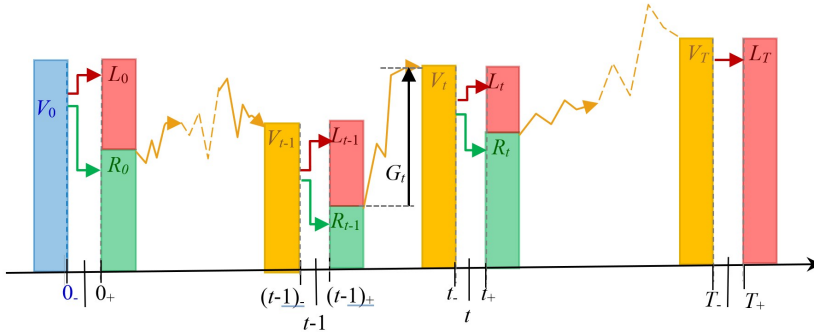 V0 L0 R0
Vt-1 Lt-1 Rt-1
Gt
Vt Lt Rt
VT LT
0- 0+ (t-1)- (t-1)+ t- t+ T- T+
t-1 t